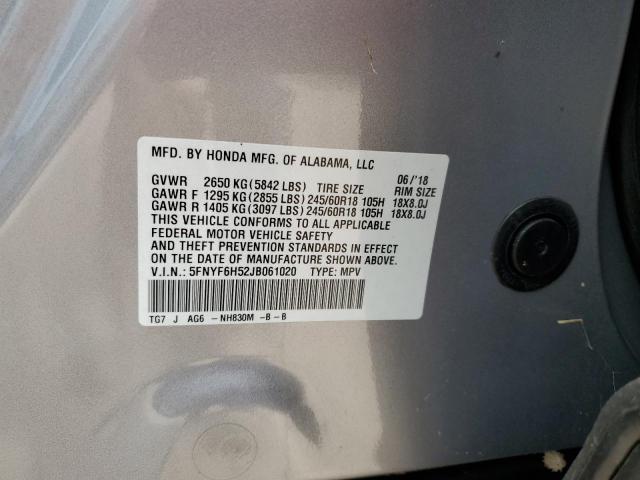 MFD. BY HONDA MFG. OF ALABAMA, LLC
06/'18
GVWR 2650 KG(5842 LBS) TIRE SIZE RIM SIZE
GAWR F 1295 KG(2855 LBS)245/60R18 105H 18X8.0J
GAWR R 1405 KG(3097 LBS)245/60R18 105H 18X8.0J
THIS VEHICLE CONFORMS TO ALL APPLICABLE
FEDERAL MOTOR VEHICLE SAFETY
AND THEFT PREVENTION STANDARDS IN EFFECT
ON THE DATE OF MANUFACTURE SHOWN ABOVE.
V.I.N.: 5FNYF6H52JB061020 TYPE: MPV
TG7 J AG6 -NH830M -B-B